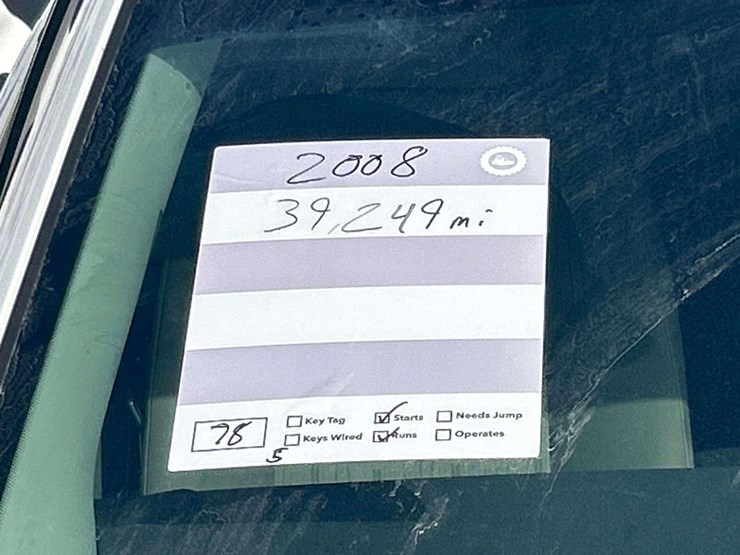 2008
39,249 mi
78
Key Tag Starts Needs Jump
Keys Wired Runs Operates
5